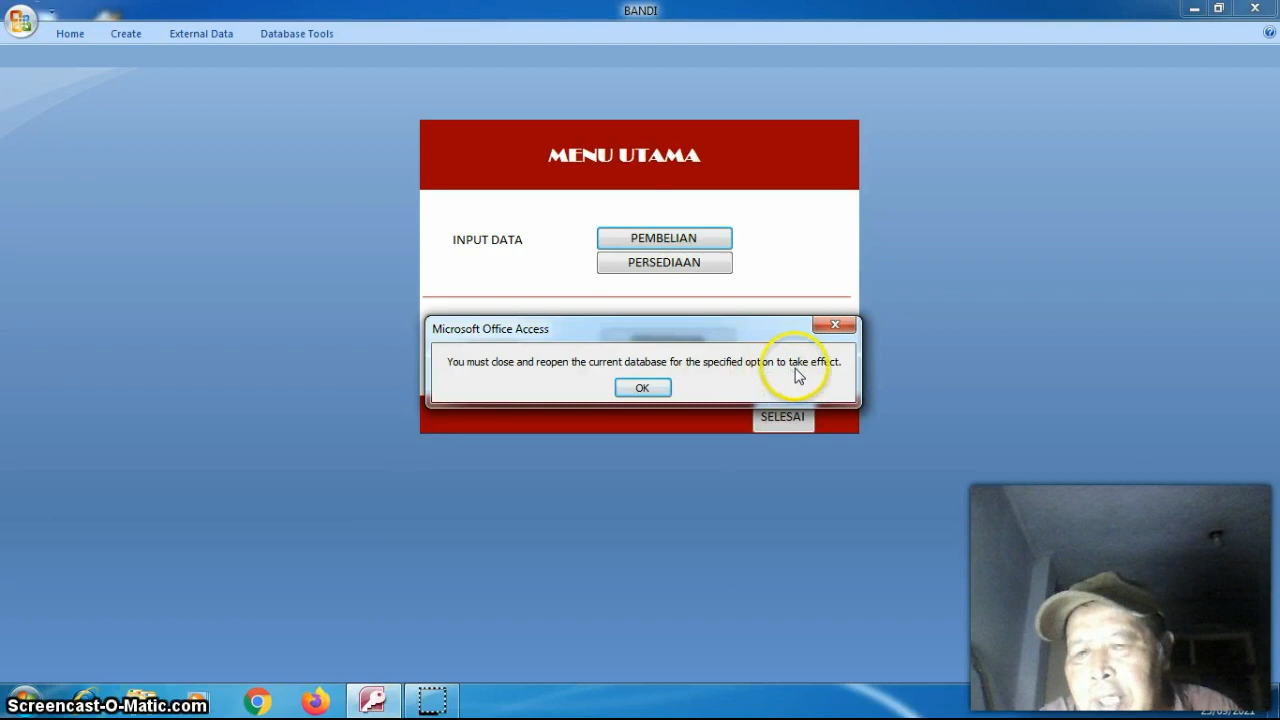 BANDI
Home Create External Data Database Tools
MENU UTAMA
INPUT DATA
PEMBELIAN
PERSEDIAAN
Microsoft Office Access
You must close and reopen the current database for the specified option to take effect.
OK
SELESAI
Screencast-O-Matic.com